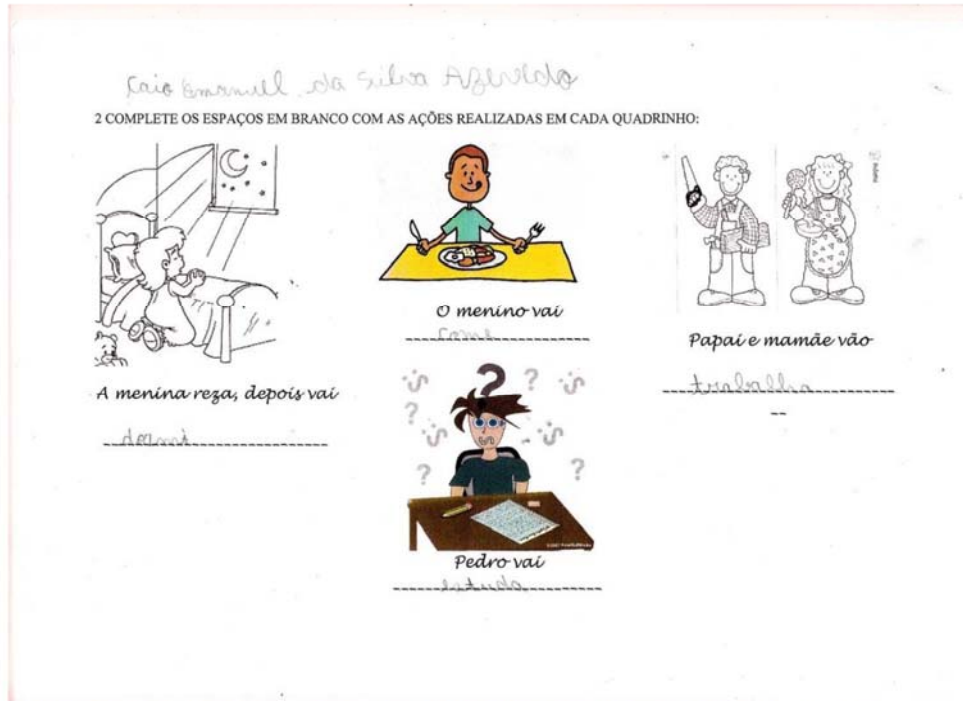 Caio Emanuel da Silva Azevedo
2 COMPLETE OS ESPAÇOS EM BRANCO COM AS AÇÕES REALIZADAS EM CADA QUADRINHO:
A menina reza, depois vai
dormi
O menino vai
come
Pedro vai
estuda
Papai e mamãe vão
trabalha